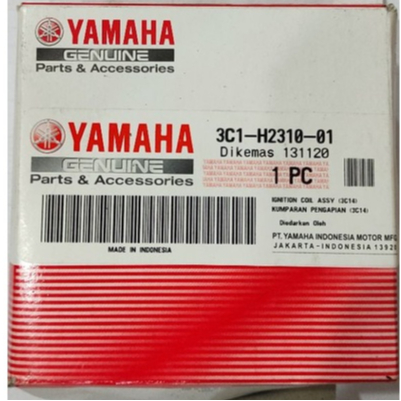 YAMAHA
GENUINE
Parts & Accessories
YAMAHA
GENUINE
Parts & Accessories
3C1-H2310-01
Dikemas 131120
1 PC
IGNITION COIL ASSY (3C14)
KUMPARAN PENGAPIAN (3C14)
Diedarkan Oleh
PT. YAMAHA INDONESIA MOTOR MFG
JAKARTA-INDONESIA 13920
MADE IN INDONESIA